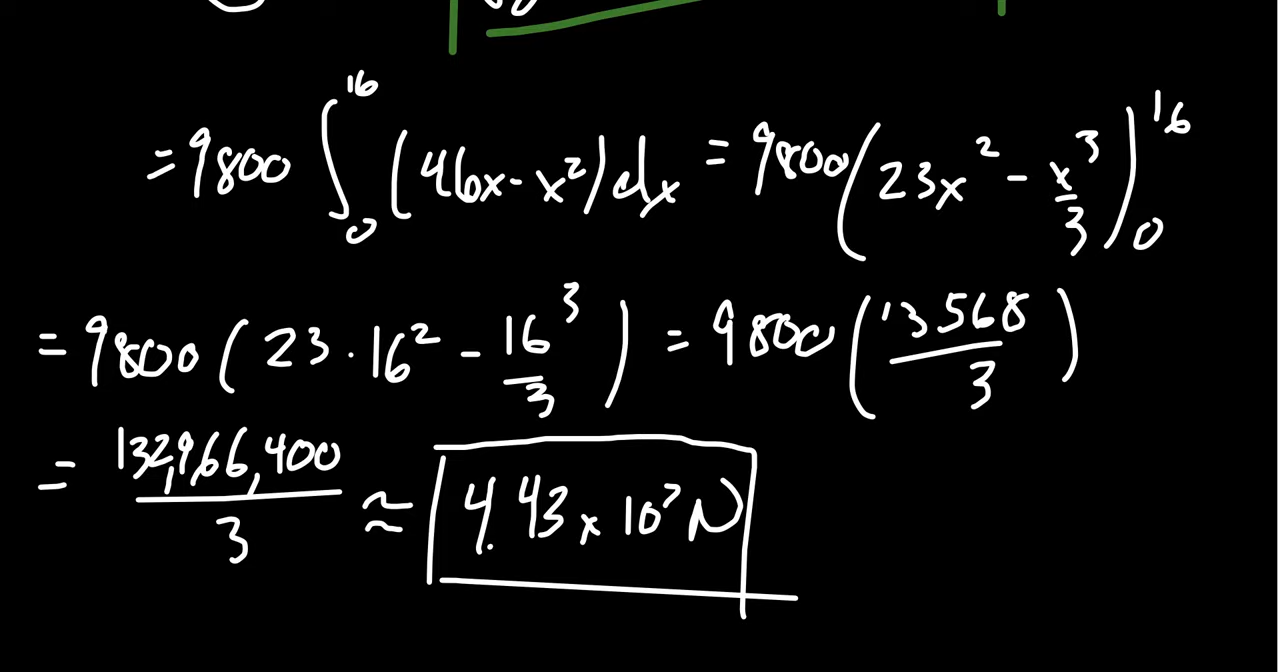 = 9800 ∫₀¹⁶ (46x - x²) dx = 9800 (23x² - x³/3)₀¹⁶
= 9800 (23 · 16² - 16³/3) = 9800 (13568/3)
= 132,966,400/3 ≈ 4.43 x 10⁷ N